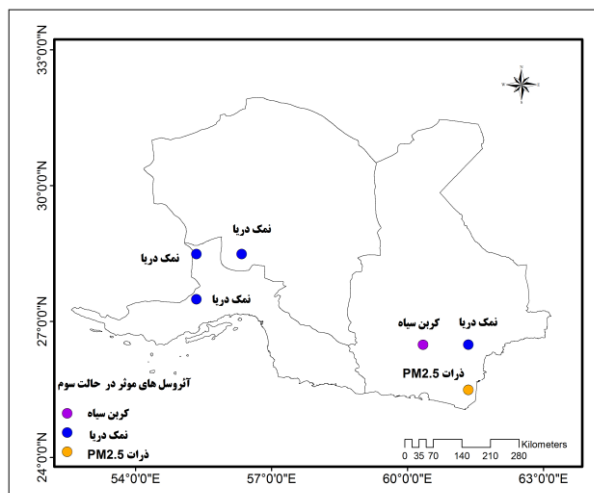 33°0'0"N
30°0'0"N
27°0'0"N
24°0'0"N
نمک دریا
نمک دریا
نمک دریا
کربن سیاه
نمک دریا
ذرات PM2.5
آئروسل های موثر در حالت سوم
کربن سیاه
نمک دریا
ذرات PM2.5
Kilometers
0 35 70 140 210 280
54°0'0"E
57°0'0"E
60°0'0"E
63°0'0"E